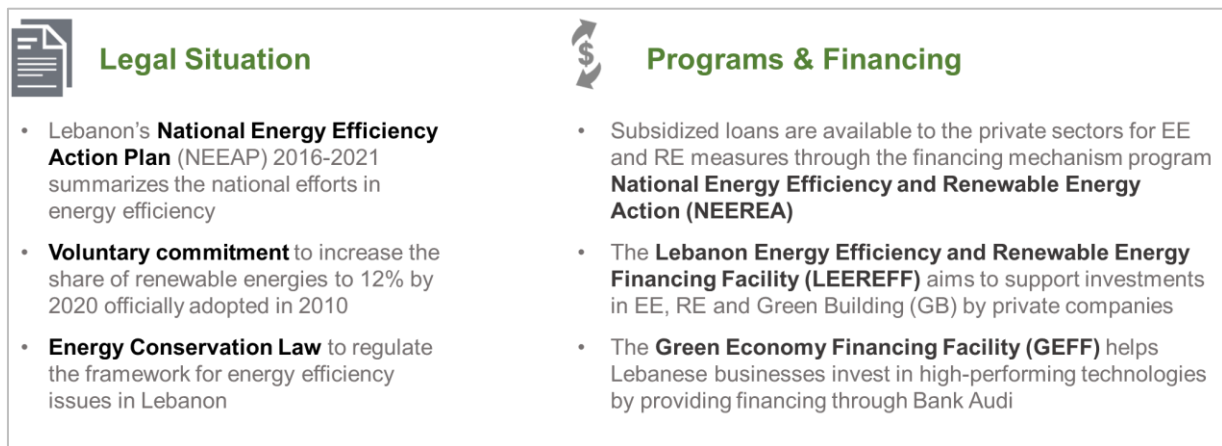 Legal Situation
• Lebanon's National Energy Efficiency
Action Plan (NEEAP) 2016-2021
summarizes the national efforts in
energy efficiency
• Voluntary commitment to increase the
share of renewable energies to 12% by
2020 officially adopted in 2010
• Energy Conservation Law to regulate
the framework for energy efficiency
issues in Lebanon
$
Programs & Financing
• Subsidized loans are available to the private sectors for EE
and RE measures through the financing mechanism program
National Energy Efficiency and Renewable Energy
Action (NEEREA)
• The Lebanon Energy Efficiency and Renewable Energy
Financing Facility (LEEREFF) aims to support investments
in EE, RE and Green Building (GB) by private companies
• The Green Economy Financing Facility (GEFF) helps
Lebanese businesses invest in high-performing technologies
by providing financing through Bank Audi